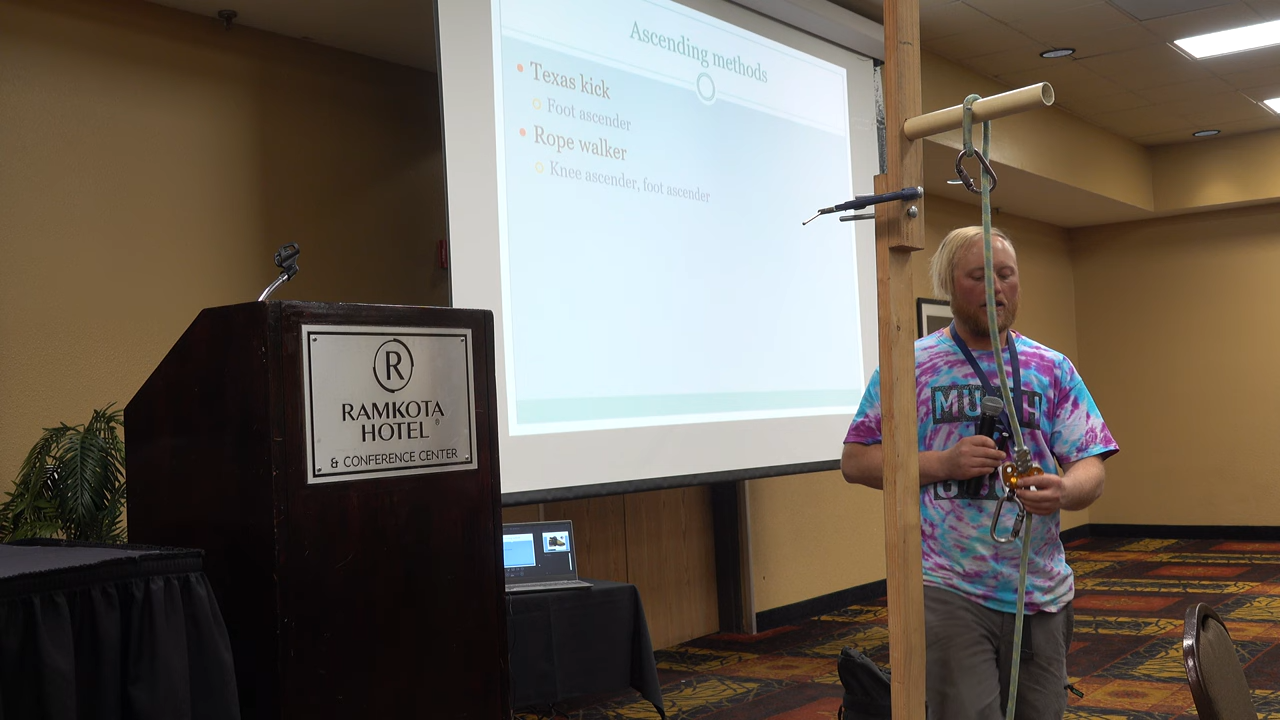 Ascending methods
Texas kick
Foot ascender
Rope walker
Knee ascender, foot ascender
R
RAMKOTA
HOTEL®
& CONFERENCE CENTER